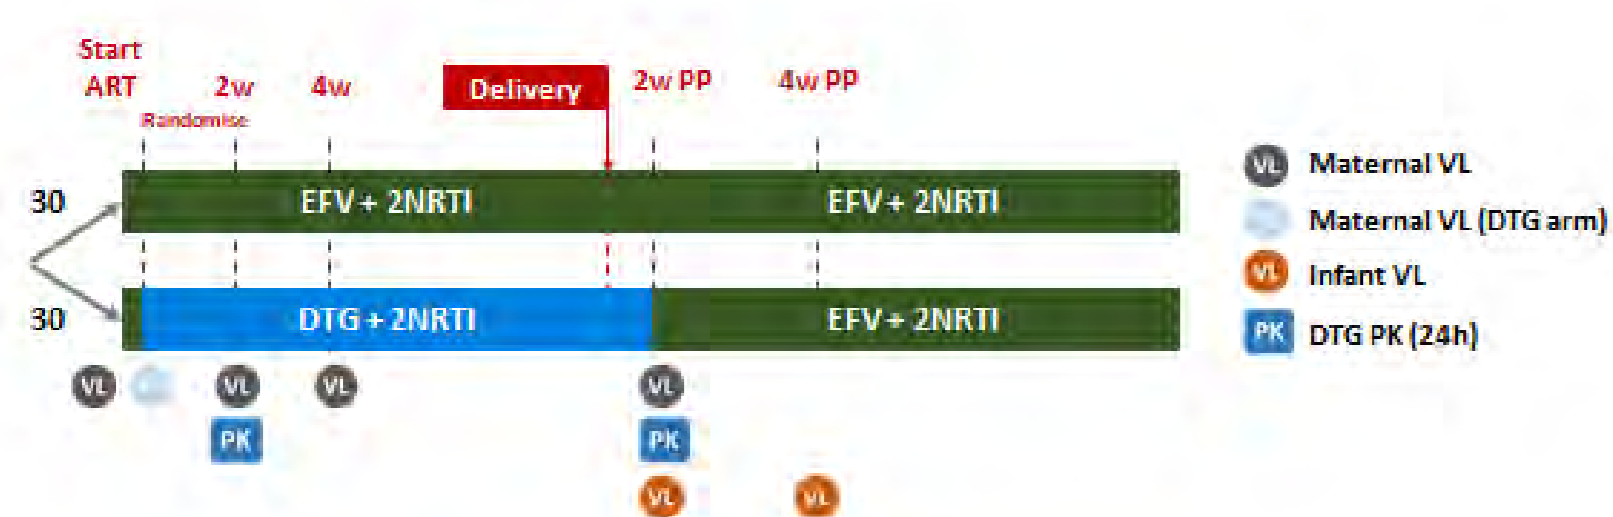 Start
ART
2w
4w
Delivery
2w PP
4w PP
Randomise
30
EFV + 2NRTI
EFV + 2NRTI
30
DTG + 2NRTI
EFV + 2NRTI
VL
VL
VL
VL
PK
PK
VL
VL
VL Maternal VL
Maternal VL (DTG arm)
VL Infant VL
PK DTG PK (24h)